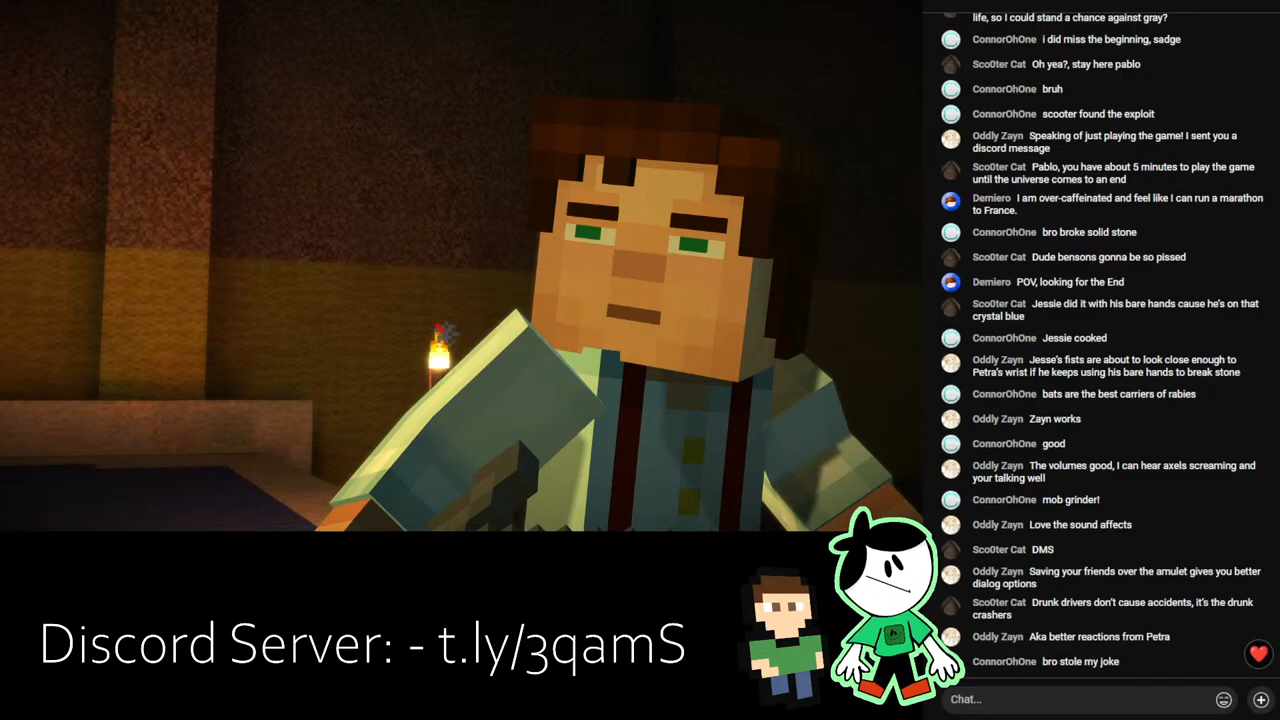 life, so I could stand a chance against gray?
ConnorOhOne i did miss the beginning, sadge
Sco0ter Cat Oh yea?, stay here pablo
ConnorOhOne bruh
ConnorOhOne scooter found the exploit
Oddly Zayn Speaking of just playing the game! I sent you a
discord message
Sco0ter Cat Pablo, you have about 5 minutes to play the game
until the universe comes to an end
Demiero I am over-caffeinated and feel like I can run a marathon
to France.
ConnorOhOne bro broke solid stone
Sco0ter Cat Dude bensons gonna be so pissed
Demiero POV, looking for the End
Sco0ter Cat Jessie did it with his bare hands cause he's on that
crystal blue
ConnorOhOne Jessie cooked
Oddly Zayn Jesse's fists are about to look close enough to
Petra's wrist if he keeps using his bare hands to break stone
ConnorOhOne bats are the best carriers of rabies
Oddly Zayn Zayn works
ConnorOhOne good
Oddly Zayn The volumes good, I can hear axels screaming and
your talking well
ConnorOhOne mob grinder!
Oddly Zayn Love the sound affects
Sco0ter Cat DMS
Oddly Zayn Saving your friends over the amulet gives you better
dialog options
Sco0ter Cat Drunk drivers don't cause accidents, it's the drunk
crashers
Oddly Zayn Aka better reactions from Petra
ConnorOhOne bro stole my joke
Chat...
Discord Server: - t.ly/3qamS